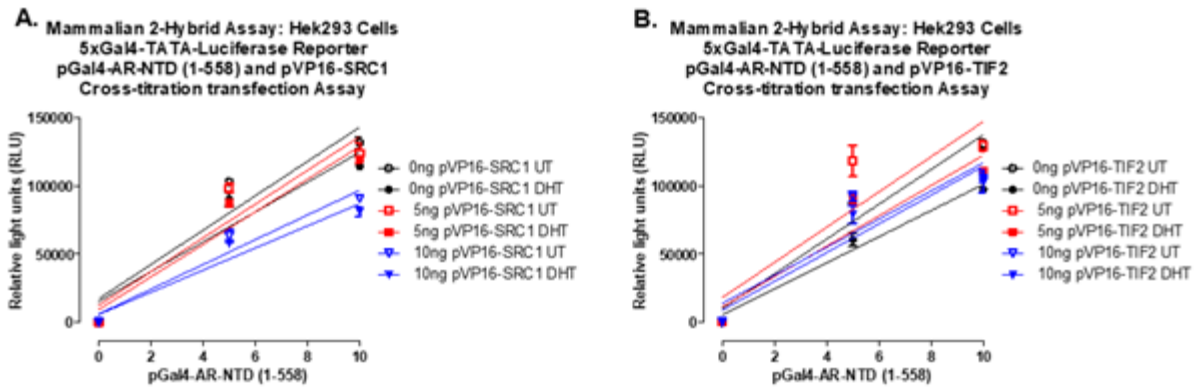 A.
Mammalian 2-Hybrid Assay: Hek293 Cells
5xGal4-TATA-Luciferase Reporter
pGal4-AR-NTD (1-558) and pVP16-SRC1
Cross-titration transfection Assay
150000
100000
50000
0
Relative light units (RLU)
0 2 4 6 8 10
pGal4-AR-NTD (1-558)
0ng pVP16-SRC1 UT
0ng pVP16-SRC1 DHT
5ng pVP16-SRC1 UT
5ng pVP16-SRC1 DHT
10ng pVP16-SRC1 UT
10ng pVP16-SRC1 DHT
B.
Mammalian 2-Hybrid Assay: Hek293 Cells
5xGal4-TATA-Luciferase Reporter
pGal4-AR-NTD (1-558) and pVP16-TIF2
Cross-titration transfection Assay
150000
100000
50000
0
Relative light units (RLU)
0 2 4 6 8 10
pGal4-AR-NTD (1-558)
0ng pVP16-TIF2 UT
0ng pVP16-TIF2 DHT
5ng pVP16-TIF2 UT
5ng pVP16-TIF2 DHT
10ng pVP16-TIF2 UT
10ng pVP16-TIF2 DHT